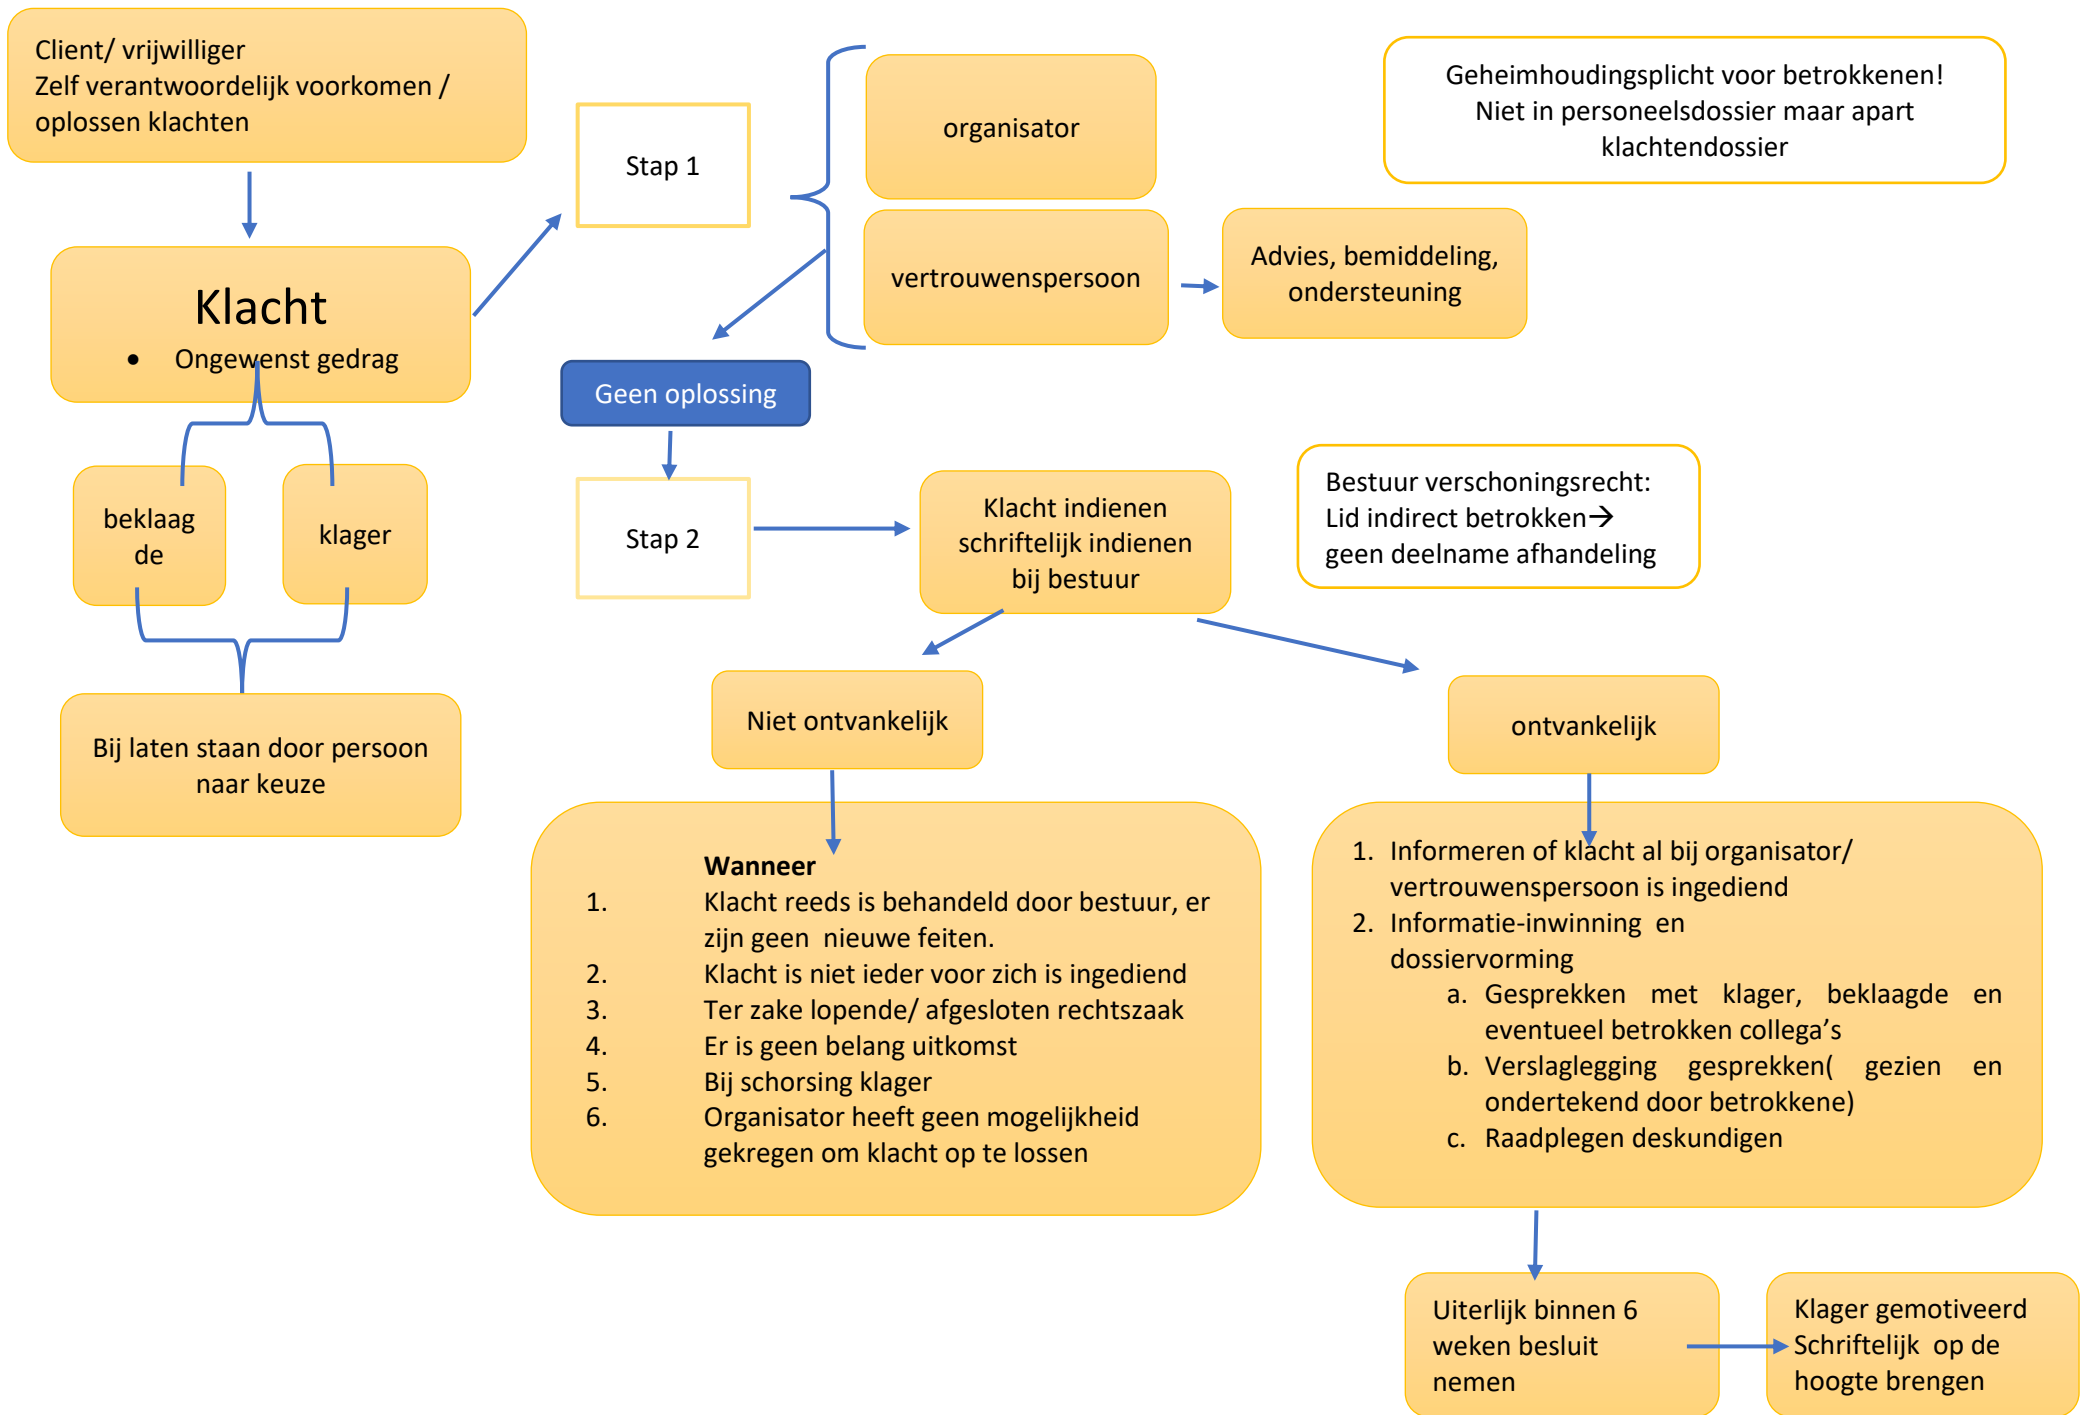 Client/ vrijwilliger
Zelf verantwoordelijk voorkomen /
oplossen klachten
Klacht
• Ongewenst gedrag
beklaag
de
klager
Bij laten staan door persoon
naar keuze
Stap 1
organisator
vertrouwenspersoon
Advies, bemiddeling,
ondersteuning
Geheimhoudingsplicht voor betrokkenen!
Niet in personeelsdossier maar apart
klachtendossier
Geen oplossing
Stap 2
Klacht indienen
schriftelijk indienen
bij bestuur
Bestuur verschoningsrecht:
Lid indirect betrokken→
geen deelname afhandeling
Niet ontvankelijk
ontvankelijk
Wanneer
1. Klacht reeds is behandeld door bestuur, er
zijn geen nieuwe feiten.
2. Klacht is niet ieder voor zich is ingediend
3. Ter zake lopende/ afgesloten rechtszaak
4. Er is geen belang uitkomst
5. Bij schorsing klager
6. Organisator heeft geen mogelijkheid
gekregen om klacht op te lossen
1. Informeren of klacht al bij organisator/
vertrouwenspersoon is ingediend
2. Informatie-inwinning en
dossiervorming
a. Gesprekken met klager, beklaagde en
eventueel betrokken collega’s
b. Verslaglegging gesprekken( gezien en
ondertekend door betrokkene)
c. Raadplegen deskundigen
Uiterlijk binnen 6
weken besluit
nemen
Klager gemotiveerd
Schriftelijk op de
hoogte brengen